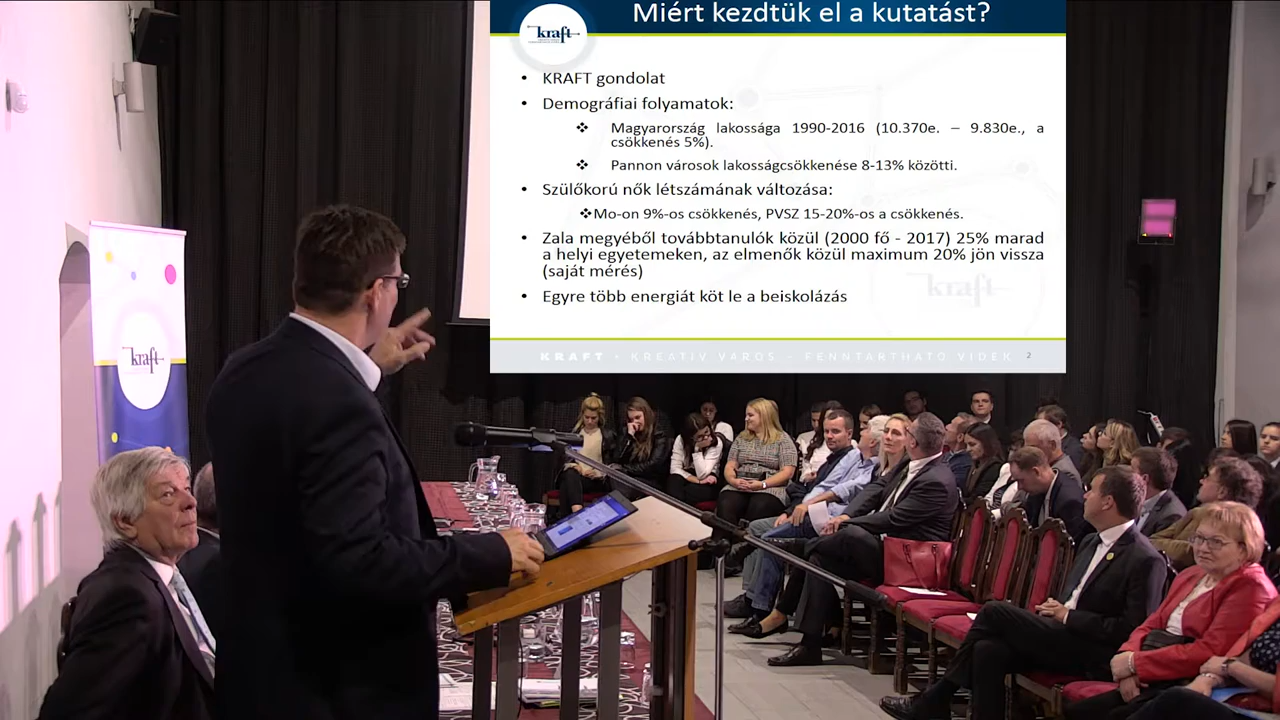 Miért kezdtük el a kutatást?
kraft
• KRAFT gondolat
• Demográfiai folyamatok:
❖ Magyarország lakossága 1990-2016 (10.370e. – 9.830e., a
csökkenés 5%).
❖ Pannon városok lakosságcsökkenése 8-13% közötti.
• Szülőkorú nők létszámának változása:
❖Mo-on 9%-os csökkenés, PVSZ 15-20%-os a csökkenés.
• Zala megyéből továbbtanulók közül (2000 fő - 2017) 25% marad
a helyi egyetemeken, az elmenők közül maximum 20% jön vissza
(saját mérés)
• Egyre több energiát köt le a beiskolázás
kraft
KRAFT • KREATÍV VÁROS - FENNTARTHATÓ VIDÉK 2
kraft